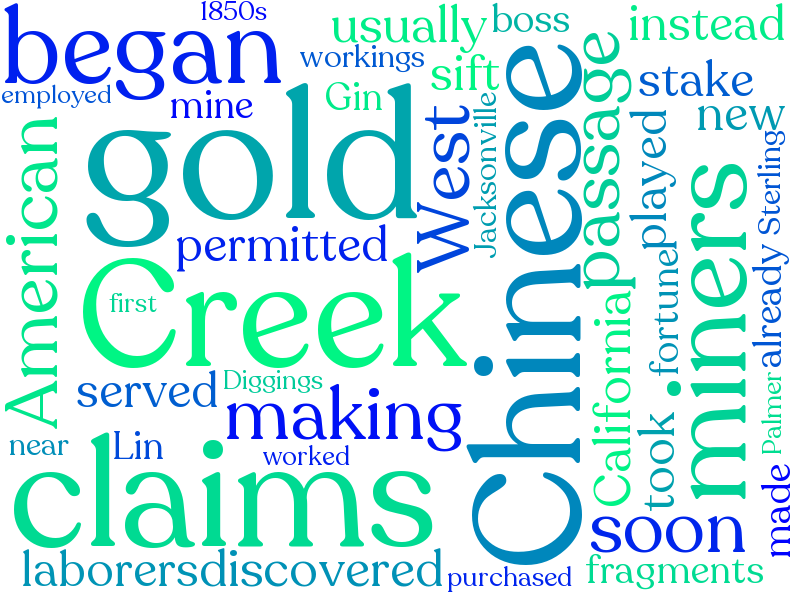 1850s
began
usually
boss
instead
workings
sift
stake
employed
mine
Gin
new
American
gold
West
Jacksonville
Chinese
passage
played
Sterling
permitted
miners
Creek
first
fortune
already
California
served
Diggings
making
took
Palmer
near
Lin
worked
made
claims
soon
laborers
discovered
purchased
fragments